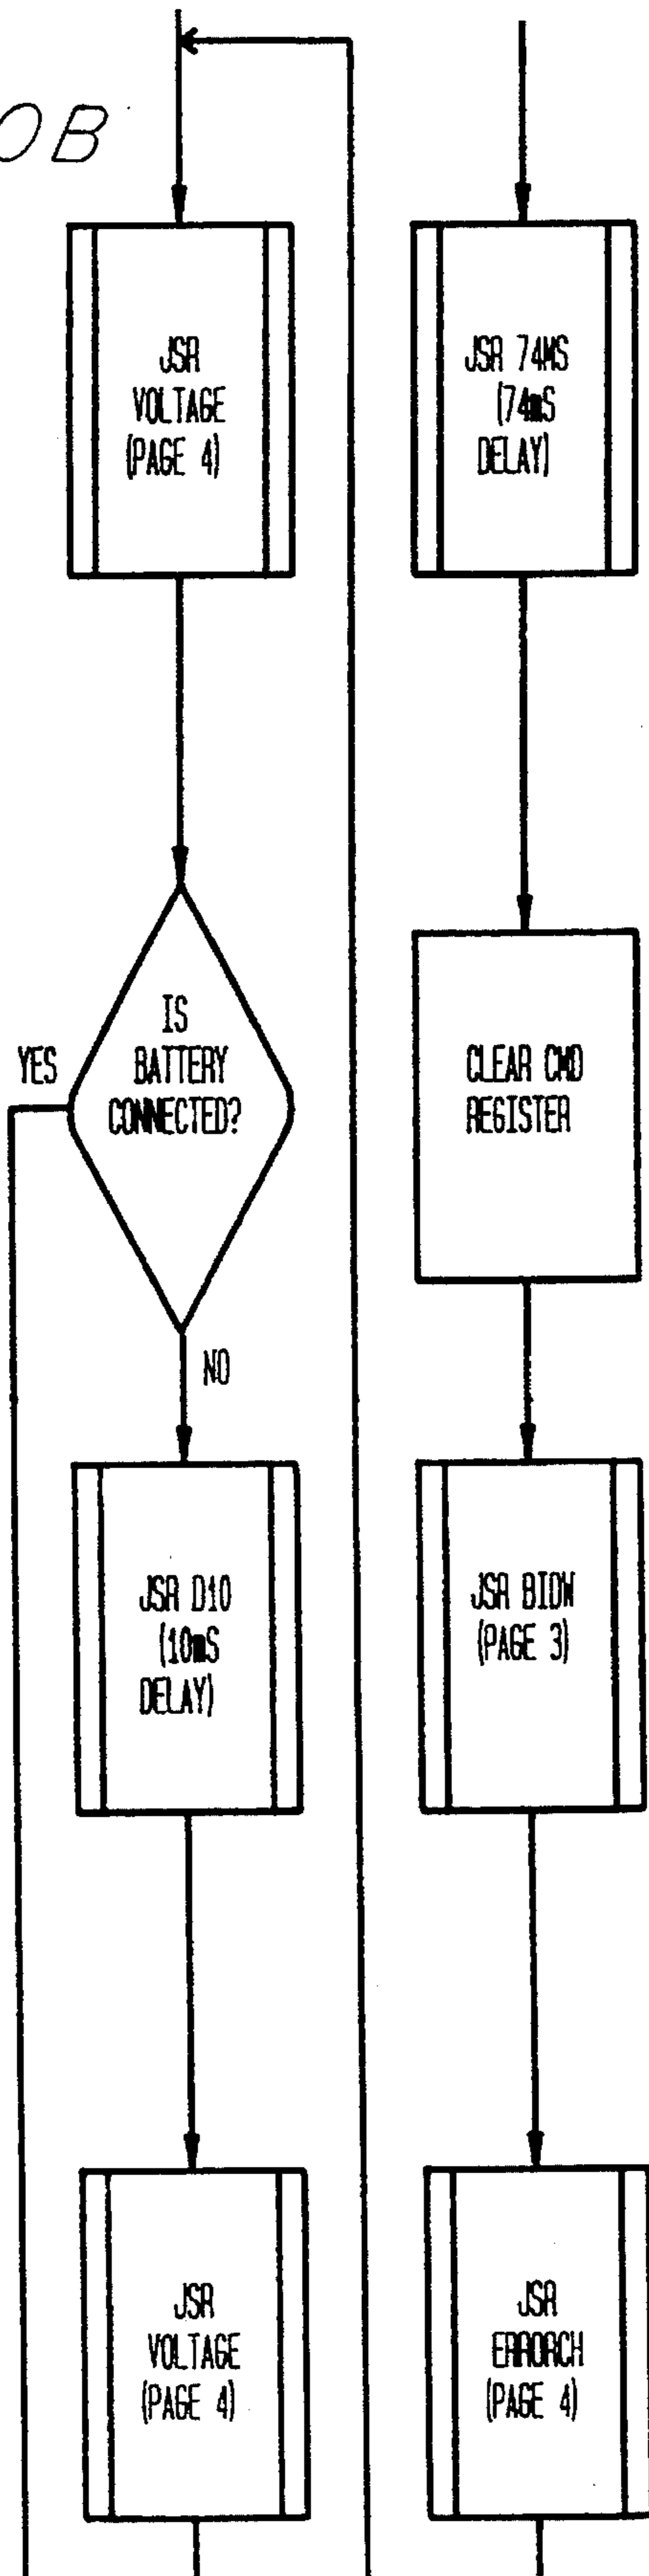 0B
JSR
VOLTAGE
(PAGE 4)
IS
BATTERY
CONNECTED?
YES
NO
JSR D10
(10mS
DELAY)
JSR
VOLTAGE
(PAGE 4)
JSR 74MS
(74mS
DELAY)
CLEAR CMD
REGISTER
JSR BIDW
(PAGE 3)
JSR
ERRORCH
(PAGE 4)